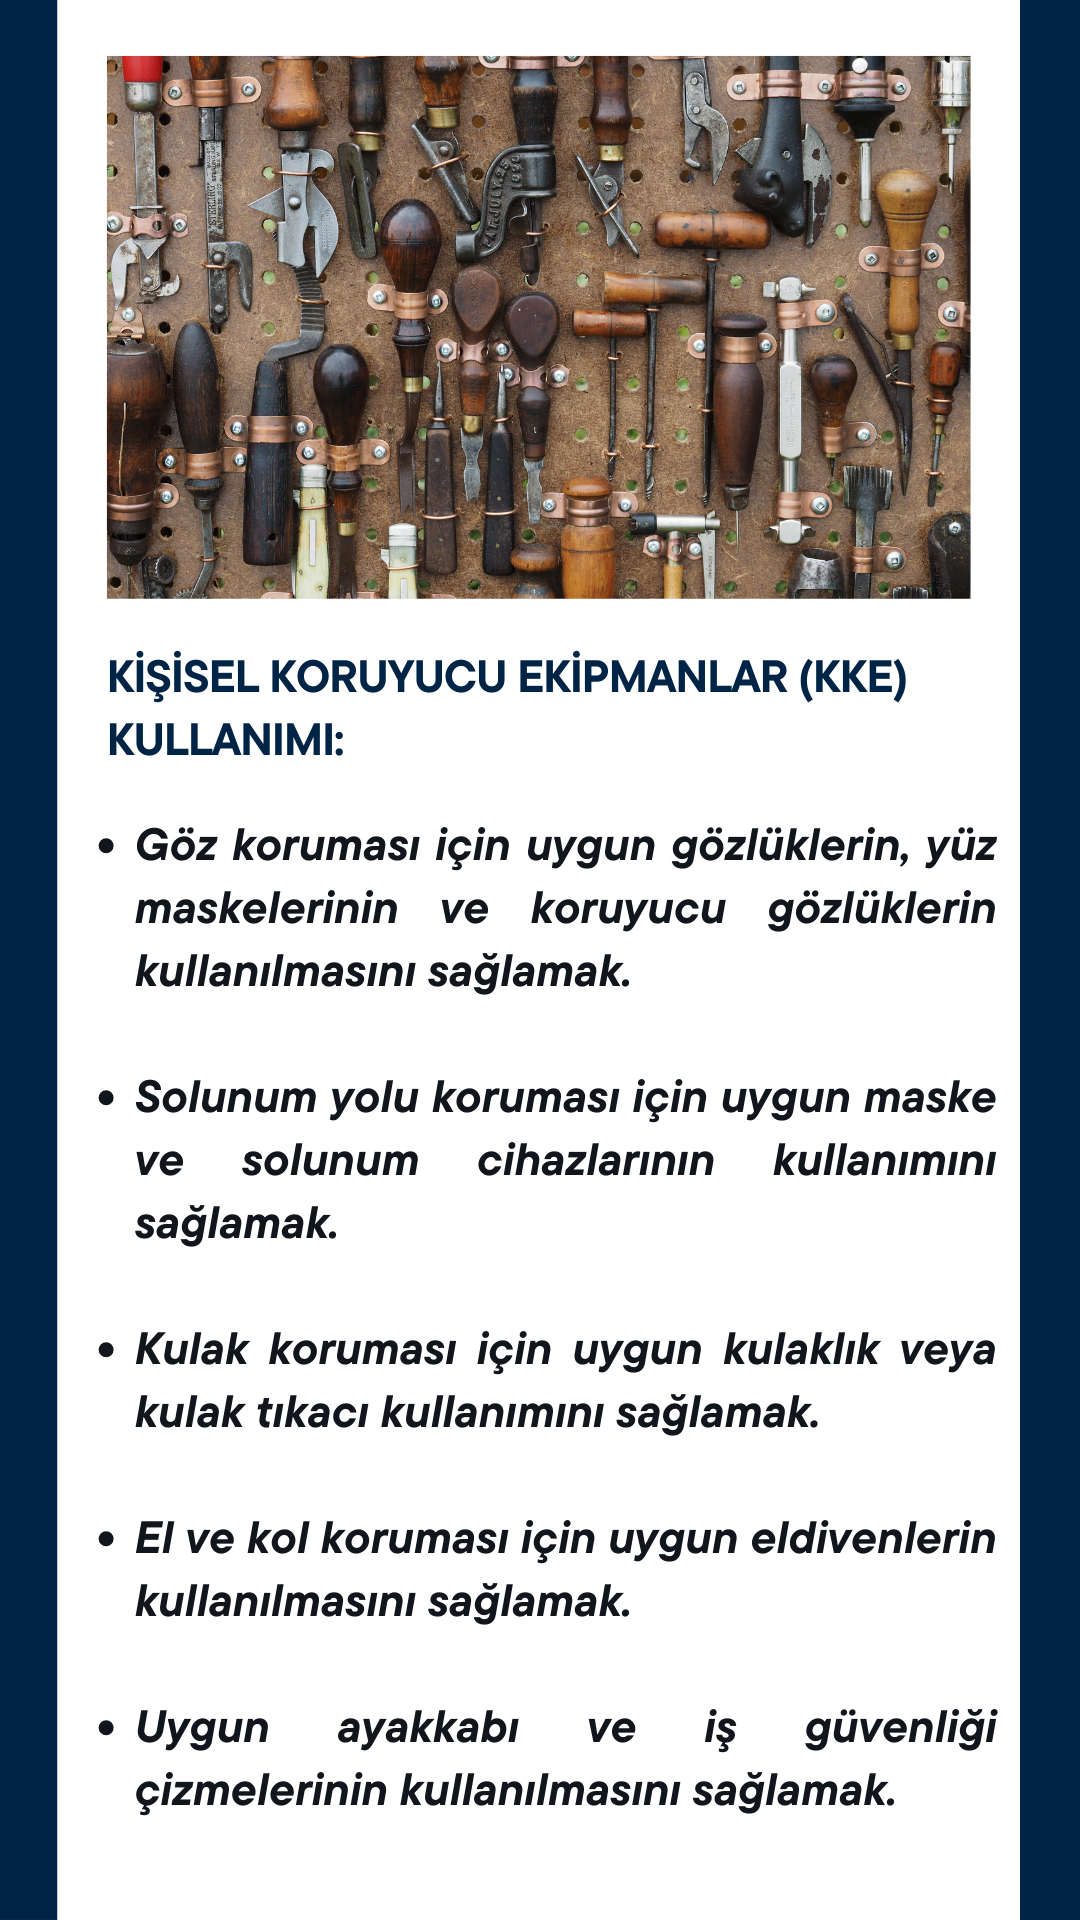 KİŞİSEL KORUYUCU EKİPMANLAR (KKE)
KULLANIMI:
• Göz koruması için uygun gözlüklerin, yüz
maskelerinin ve koruyucu gözlüklerin
kullanılmasını sağlamak.
• Solunum yolu koruması için uygun maske
ve solunum cihazlarının kullanımını
sağlamak.
• Kulak koruması için uygun kulaklık veya
kulak tıkacı kullanımını sağlamak.
• El ve kol koruması için uygun eldivenlerin
kullanılmasını sağlamak.
• Uygun ayakkabı ve iş güvenliği
çizmelerinin kullanılmasını sağlamak.